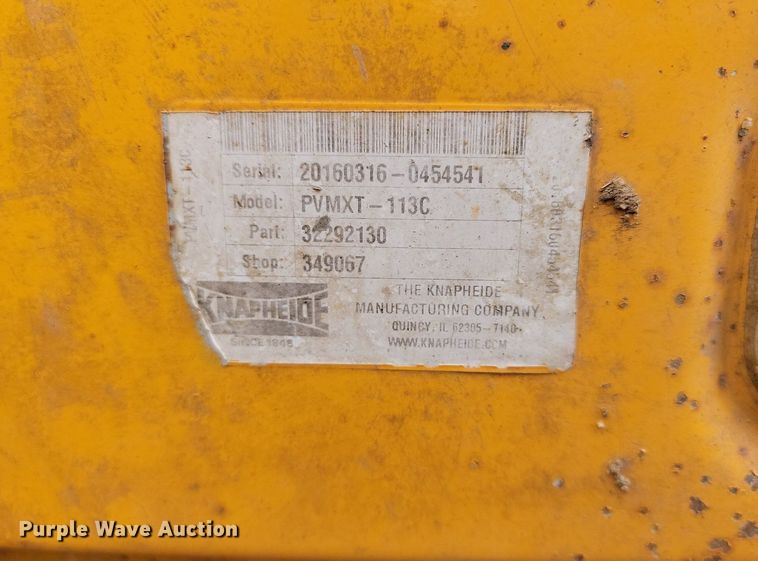 Serial: 20160316-0454541
Model: PVMXT-113C
Part: 32292130
Shop: 349067
KNAPHEIDE
SINCE 1848
THE KNAPHEIDE
MANUFACTURING COMPANY
QUINCY, IL 62305-7140
WWW.KNAPHEIDE.COM
Purple Wave Auction